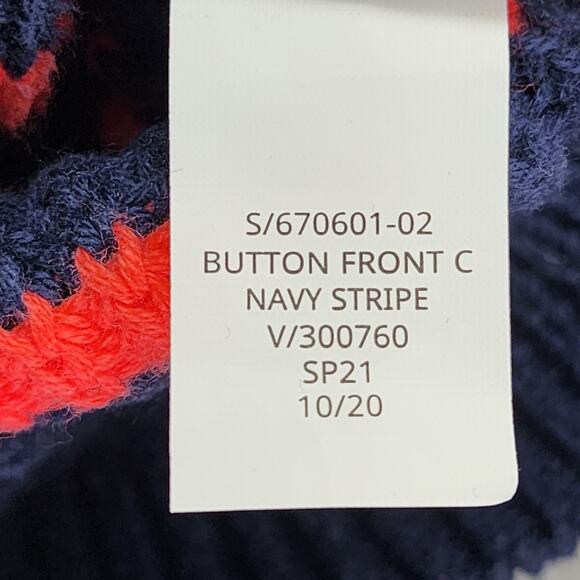 S/670601-02
BUTTON FRONT C
NAVY STRIPE
V/300760
SP21
10/20